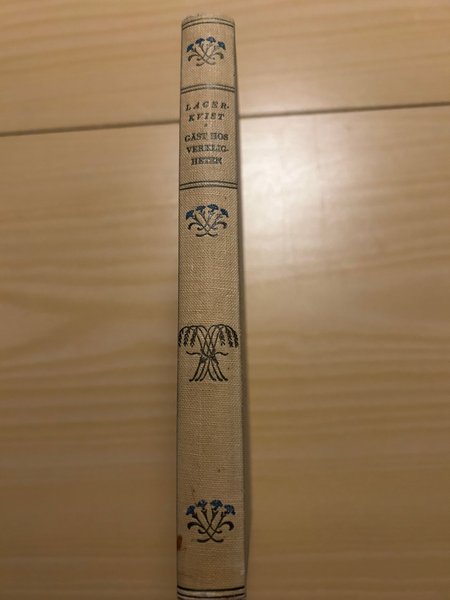 LAGER-
KVIST
GÄST HOS
VERKLIG-
HETEN